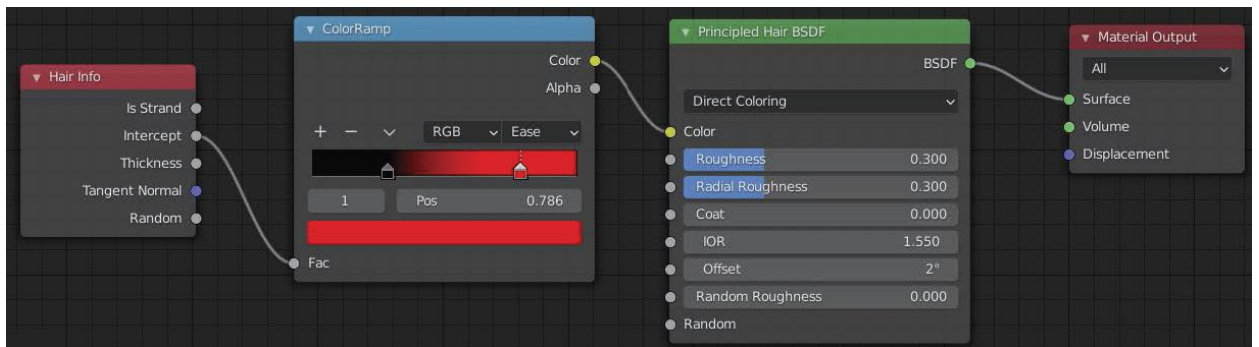 Hair Info
Is Strand
Intercept
Thickness
Tangent Normal
Random
ColorRamp
Color
Alpha
+ − RGB Ease
1 Pos 0.786
Fac
Principled Hair BSDF
BSDF
Direct Coloring
Color
Roughness 0.300
Radial Roughness 0.300
Coat 0.000
IOR 1.550
Offset 2°
Random Roughness 0.000
Random
Material Output
All
Surface
Volume
Displacement